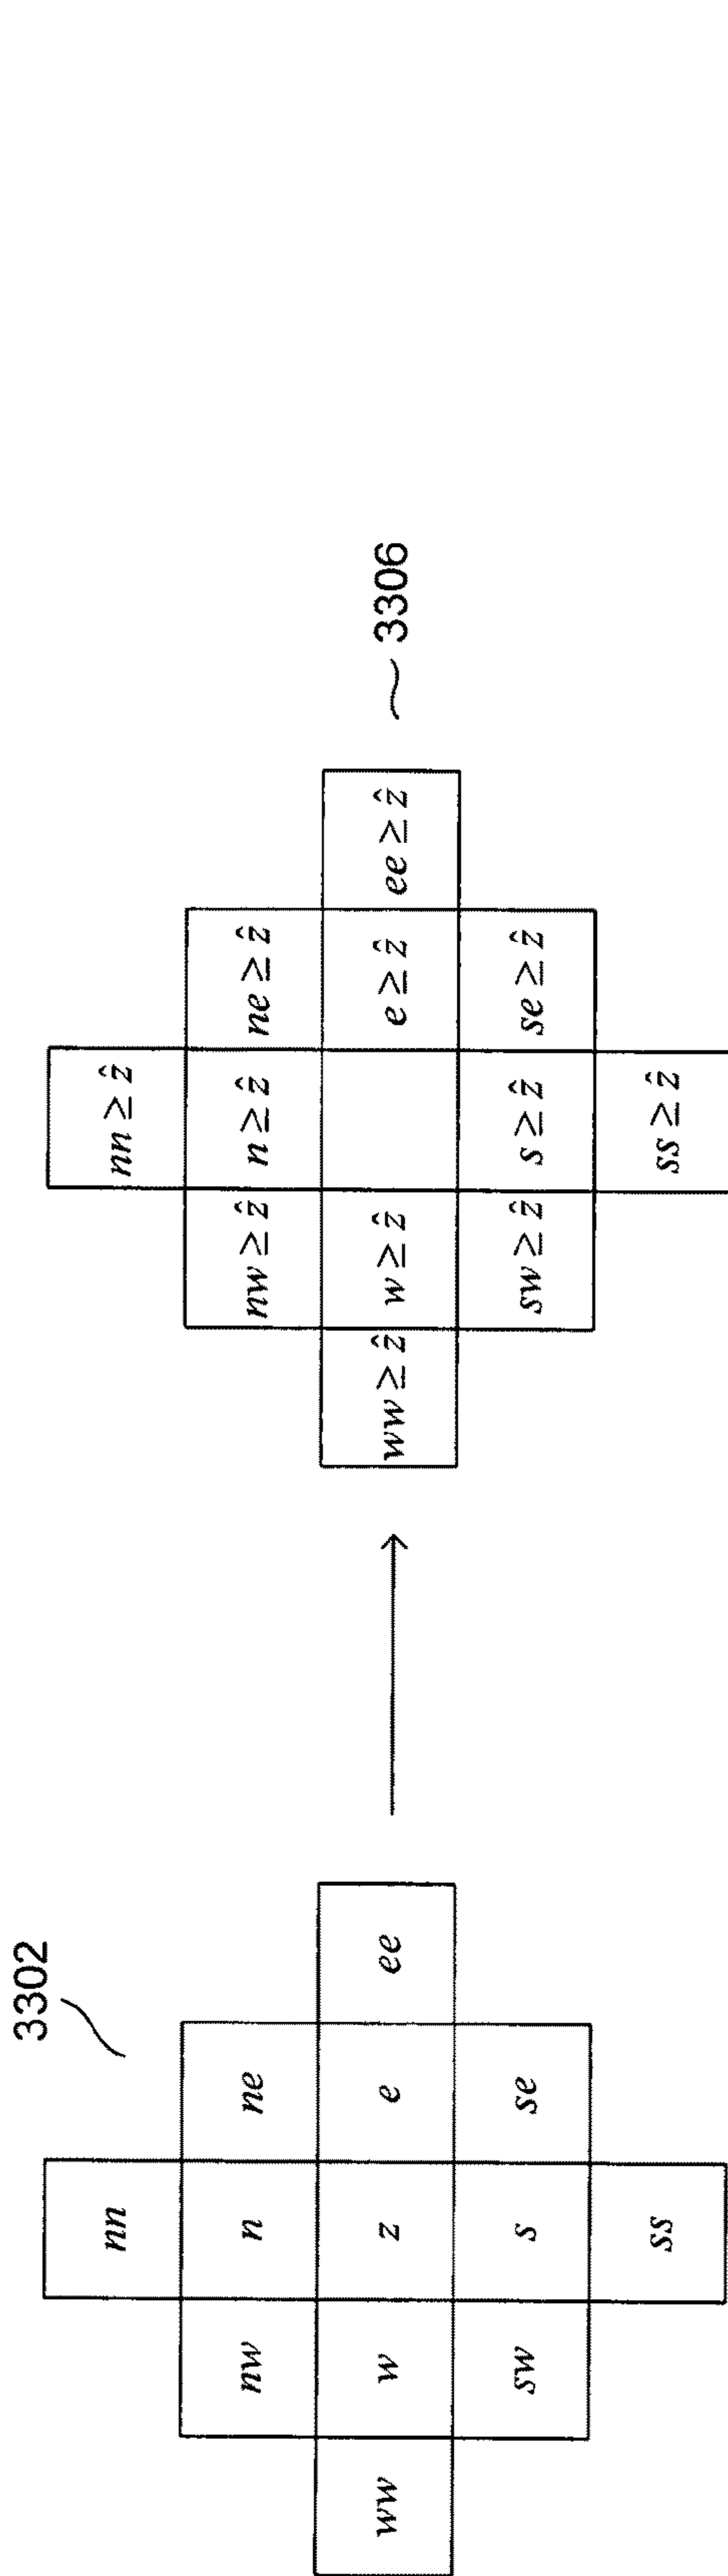 3302
nn
nw n ne
ww w z e ee
sw s se
ss
nn ≥ ẑ
nw ≥ ẑ n ≥ ẑ ne ≥ ẑ
ww ≥ ẑ w ≥ ẑ e ≥ ẑ ee ≥ ẑ
sw ≥ ẑ s ≥ ẑ se ≥ ẑ
ss ≥ ẑ
3306